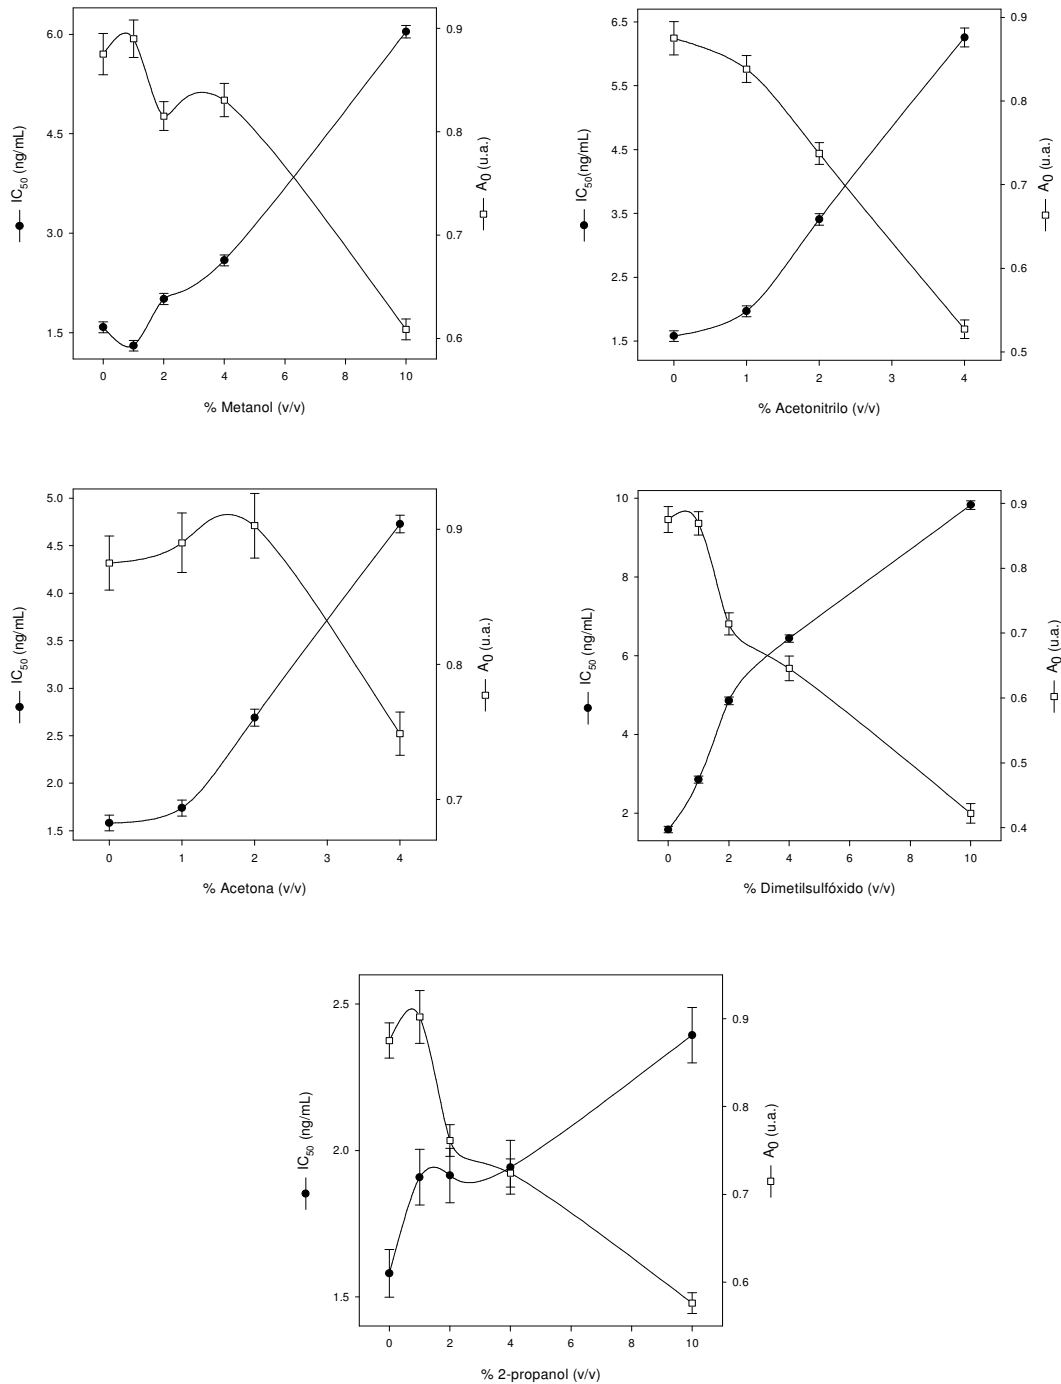 6.0
4.5
3.0
1.5
0.9
0.8
0.7
0.6
0 2 4 6 8 10
IC50 (ng/mL)
A0 (u.a.)
% Metanol (v/v)
6.5
5.5
4.5
3.5
2.5
1.5
0.9
0.8
0.7
0.6
0.5
0 1 2 3 4
IC50(ng/mL)
A0 (u.a.)
% Acetonitrilo (v/v)
5.0
4.5
4.0
3.5
3.0
2.5
2.0
1.5
0.9
0.8
0.7
0 1 2 3 4
IC50 (ng/mL)
A0 (u.a.)
% Acetona (v/v)
10
8
6
4
2
0.9
0.8
0.7
0.6
0.5
0.4
0 2 4 6 8 10
IC50 (ng/mL)
A0 (u.a.)
% Dimetilsulfóxido (v/v)
2.5
2.0
1.5
0.9
0.8
0.7
0.6
0 2 4 6 8 10
IC50 (ng/mL)
A0 (u.a.)
% 2-propanol (v/v)